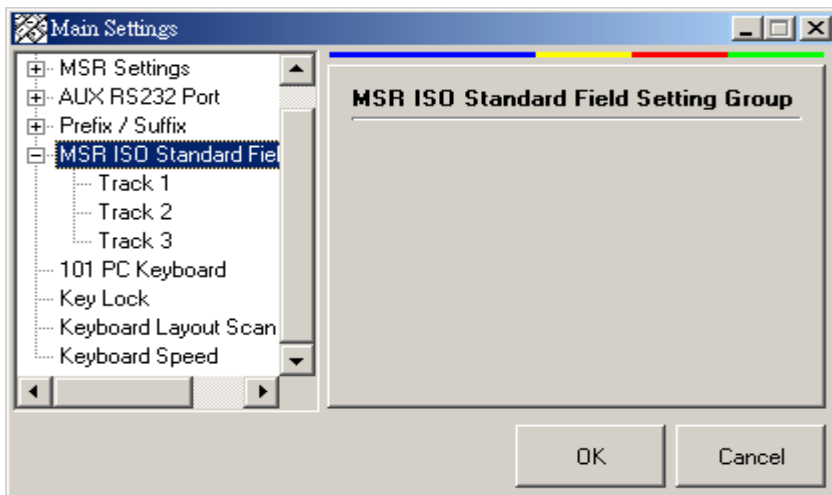 Main Settings
MSR Settings
AUX RS232 Port
Prefix / Suffix
MSR ISO Standard Fiel
Track 1
Track 2
Track 3
101 PC Keyboard
Key Lock
Keyboard Layout Scan
Keyboard Speed
MSR ISO Standard Field Setting Group
OK
Cancel